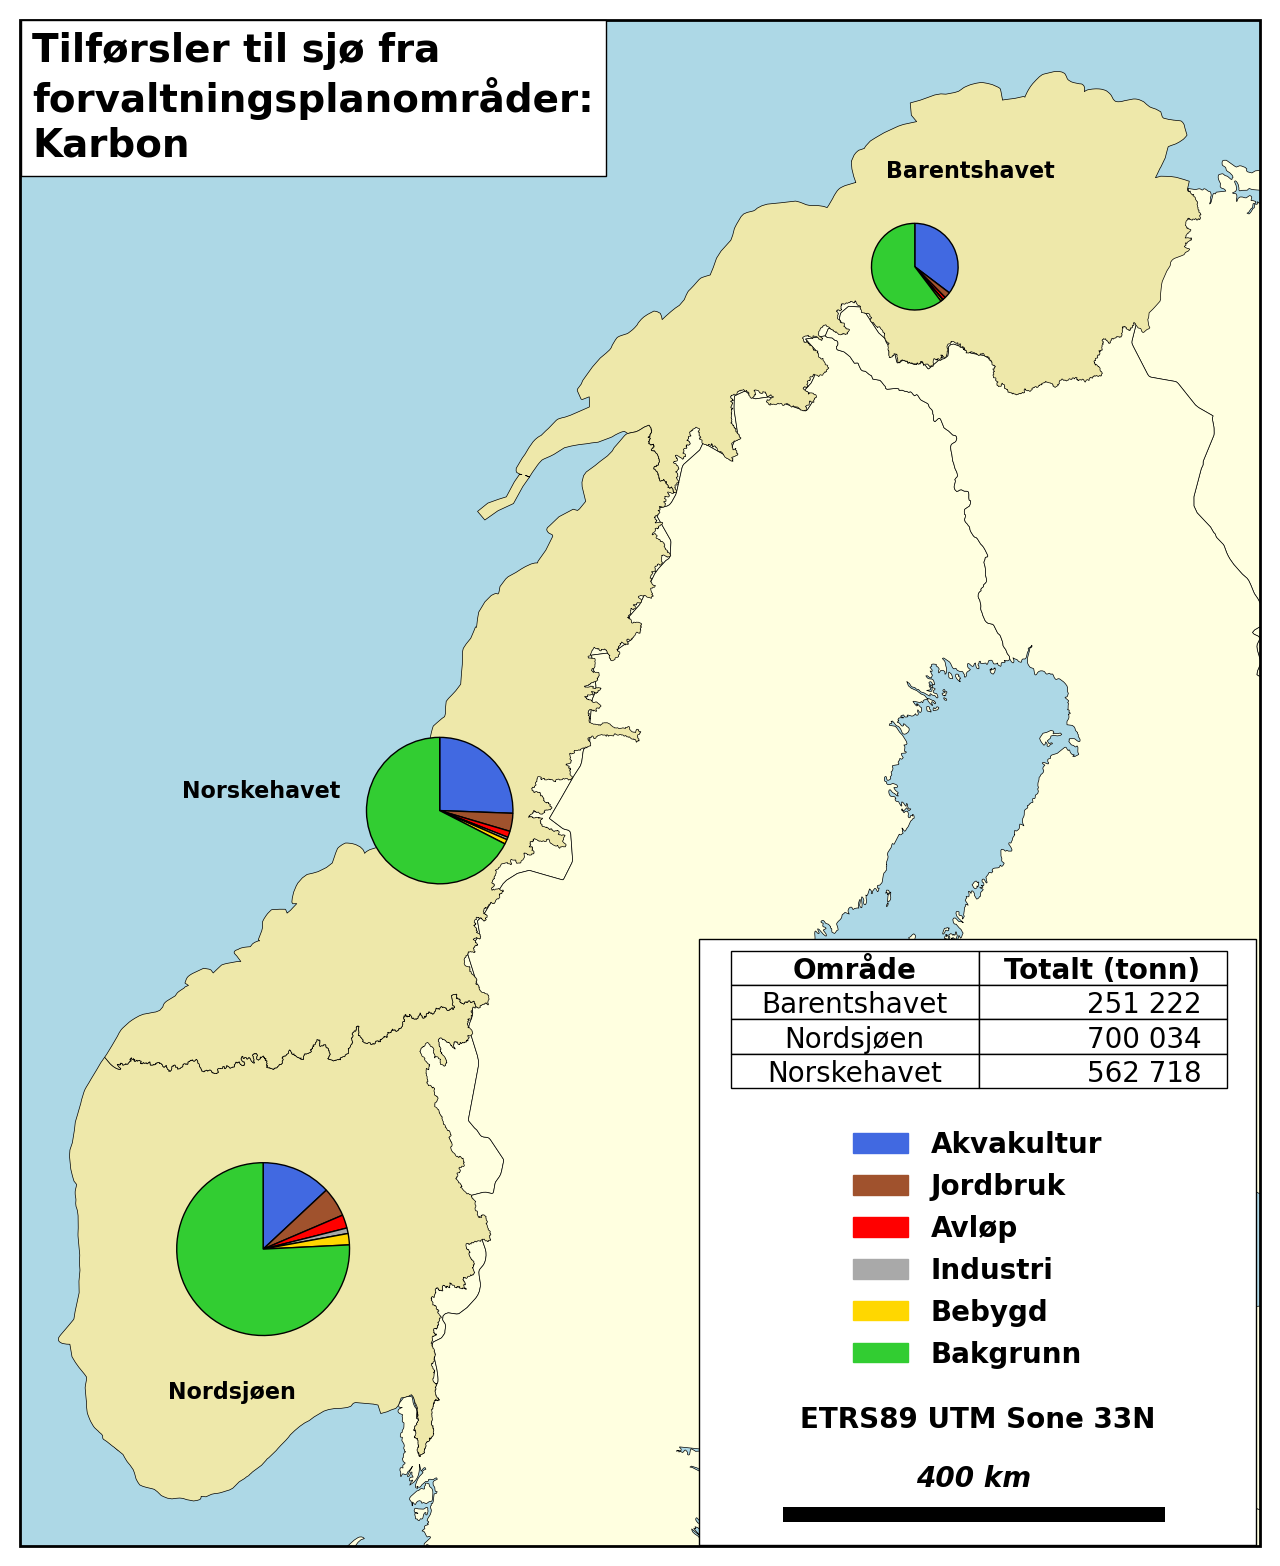 Tilførsler til sjø fra
forvaltningsplanområder:
Karbon
Barentshavet
Norskehavet
Nordsjøen
Område Totalt (tonn)
Barentshavet 251 222
Nordsjøen 700 034
Norskehavet 562 718
Akvakultur
Jordbruk
Avløp
Industri
Bebygd
Bakgrunn
ETRS89 UTM Sone 33N
400 km